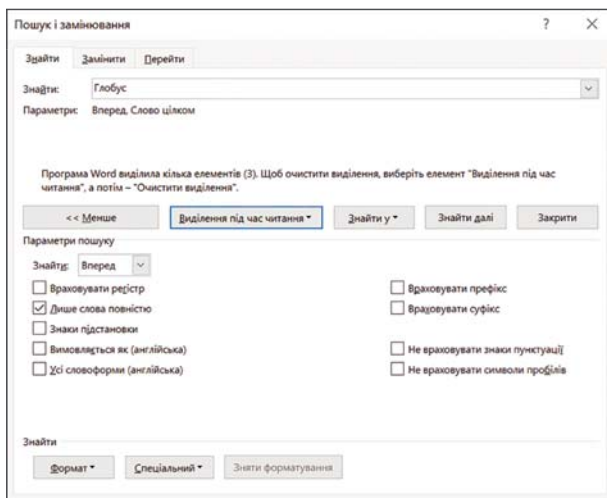 Пошук і замінювання ? ×
Знайти Замінити Перейти
Знайти: Глобус
Параметри: Вперед, Слово цілком
Програма Word виділила кілька елементів (3). Щоб очистити виділення, виберіть елемент "Виділення під час
читання", а потім – "Очистити виділення".
<< Менше Виділення під час читання Знайти у Знайти далі Закрити
Параметри пошуку
Знайти: Вперед
Враховувати регістр Враховувати префікс
Лише слова повністю Враховувати суфікс
Знаки підстановки
Вимовляється як (англійська) Не враховувати знаки пунктуації
Усі словоформи (англійська) Не враховувати символи пробілів
Знайти
Формат Спеціальний Зняти форматування